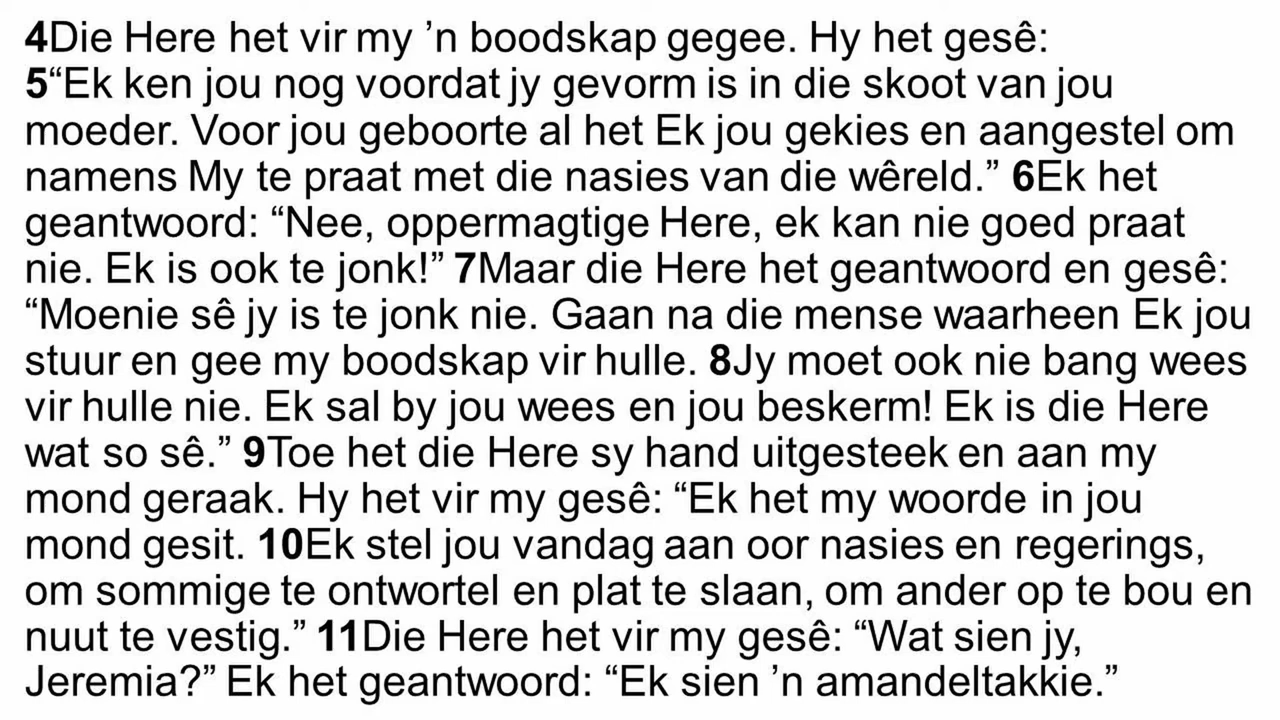 4Die Here het vir my ’n boodskap gegee. Hy het gesê:
5“Ek ken jou nog voordat jy gevorm is in die skoot van jou
moeder. Voor jou geboorte al het Ek jou gekies en aangestel om
namens My te praat met die nasies van die wêreld.” 6Ek het
geantwoord: “Nee, oppermagtige Here, ek kan nie goed praat
nie. Ek is ook te jonk!” 7Maar die Here het geantwoord en gesê:
“Moenie sê jy is te jonk nie. Gaan na die mense waarheen Ek jou
stuur en gee my boodskap vir hulle. 8Jy moet ook nie bang wees
vir hulle nie. Ek sal by jou wees en jou beskerm! Ek is die Here
wat so sê.” 9Toe het die Here sy hand uitgesteek en aan my
mond geraak. Hy het vir my gesê: “Ek het my woorde in jou
mond gesit. 10Ek stel jou vandag aan oor nasies en regerings,
om sommige te ontwortel en plat te slaan, om ander op te bou en
nuut te vestig.” 11Die Here het vir my gesê: “Wat sien jy,
Jeremia?” Ek het geantwoord: “Ek sien ’n amandeltakkie.”